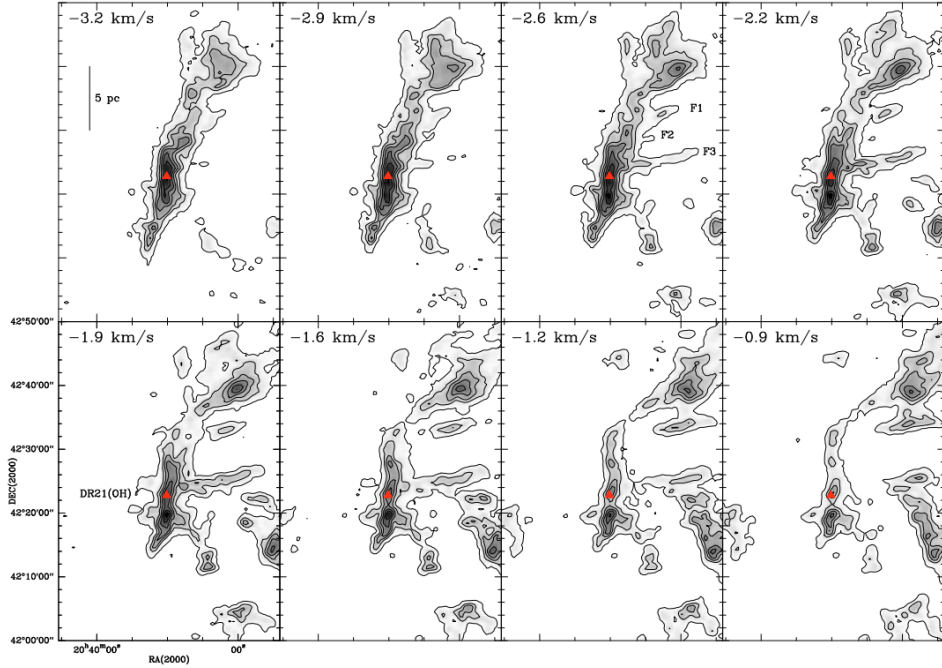 −3.2 km/s
−2.9 km/s
−2.6 km/s
−2.2 km/s
5 pc
F1
F2
F3
−1.9 km/s
−1.6 km/s
−1.2 km/s
−0.9 km/s
DR21(OH)
DEC(2000)
42°50'00"
42°40'00"
42°30'00"
42°20'00"
42°10'00"
42°00'00"
20ʰ40ᵐ00ˢ
00ˢ
RA(2000)